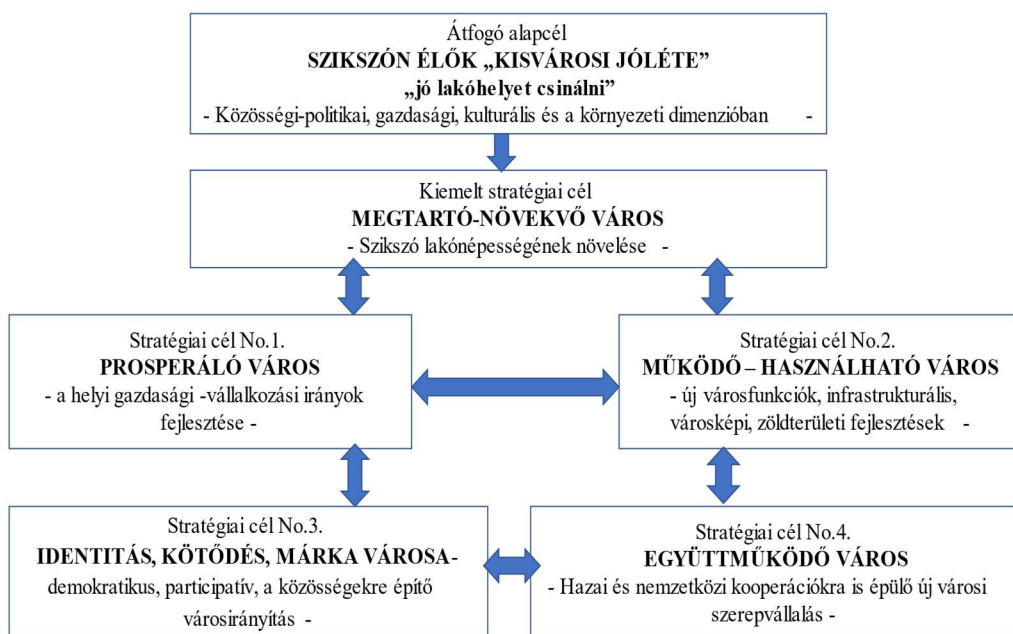 Átfogó alapcél
SZIKSZÓN ÉLŐK „KISVÁROSI JÓLÉTE”
„jó lakóhelyet csinálni”
- Közösségi-politikai, gazdasági, kulturális és a környezeti dimenzióban -
Kiemelt stratégiai cél
MEGTARTÓ-NÖVEKVŐ VÁROS
- Szikszó lakónépességének növelése -
Stratégiai cél No.1.
PROSPERÁLÓ VÁROS
- a helyi gazdasági -vállalkozási irányok
fejlesztése -
Stratégiai cél No.2.
MŰKÖDŐ – HASZNÁLHATÓ VÁROS
- új városfunkciók, infrastrukturális,
városképi, zöldterületi fejlesztések -
Stratégiai cél No.3.
IDENTITÁS, KÖTŐDÉS, MÁRKA VÁROSA-
demokratikus, participatív, a közösségekre építő
városirányítás -
Stratégiai cél No.4.
EGYÜTTMŰKÖDŐ VÁROS
- Hazai és nemzetközi kooperációkra is épülő új városi
szerepvállalás -